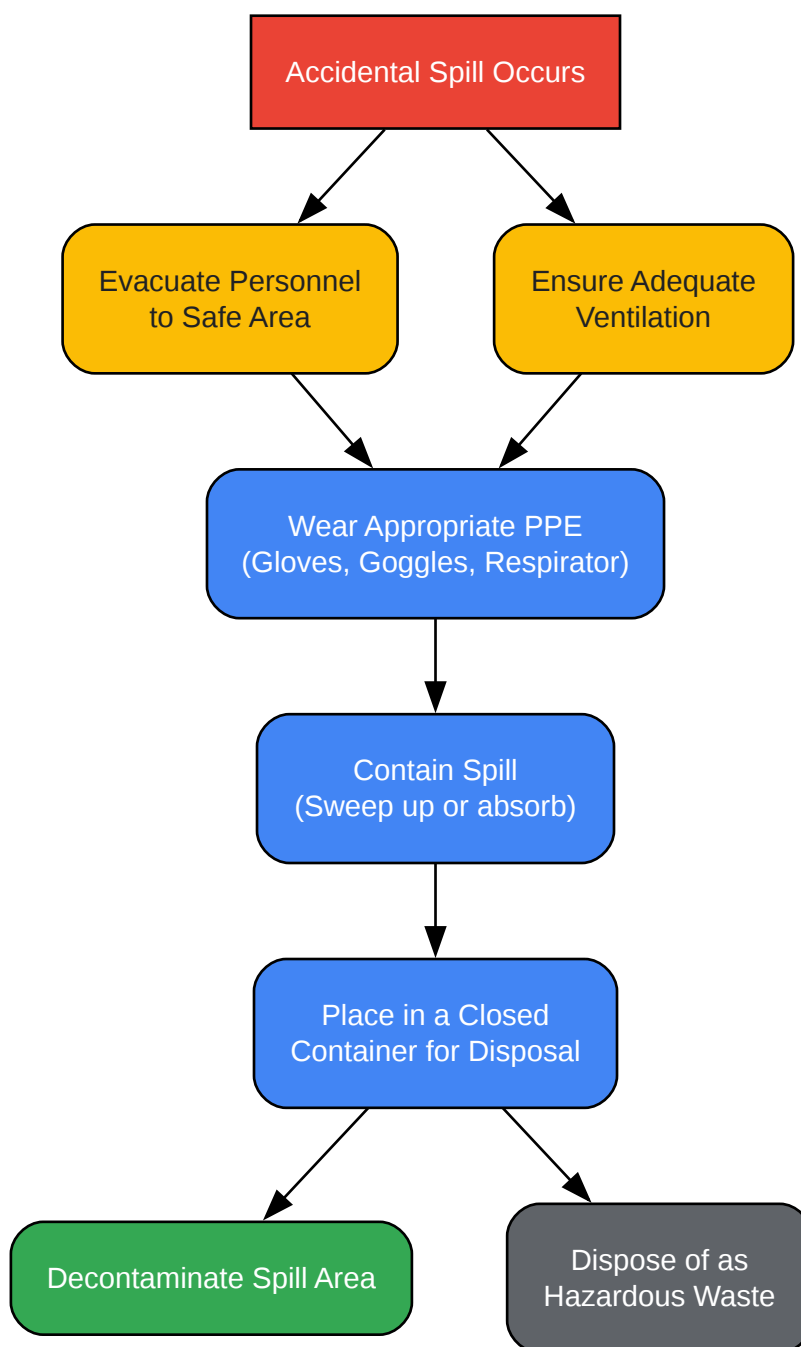 Accidental Spill Occurs
Evacuate Personnel
to Safe Area
Ensure Adequate
Ventilation
Wear Appropriate PPE
(Gloves, Goggles, Respirator)
Contain Spill
(Sweep up or absorb)
Place in a Closed
Container for Disposal
Decontaminate Spill Area
Dispose of as
Hazardous Waste